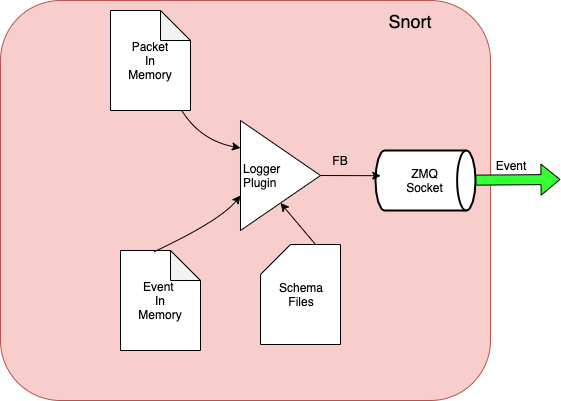 Snort
Packet
In
Memory
Logger
Plugin
FB
ZMQ
Socket
Event
Event
In
Memory
Schema
Files